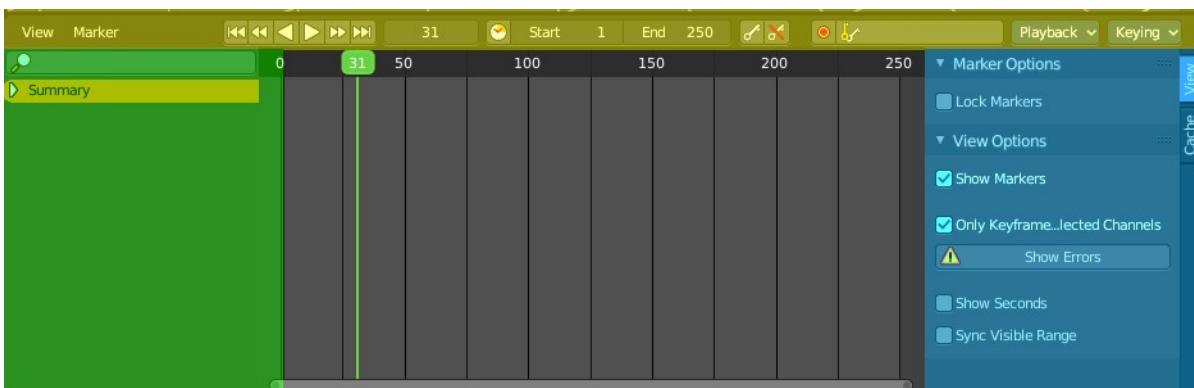 View Marker 31 Start 1 End 250 Playback Keying
0 31 50 100 150 200 250
Summary
Marker Options
Lock Markers
View Options
Show Markers
Only Keyframe...lected Channels
Show Errors
Show Seconds
Sync Visible Range
View
Cache